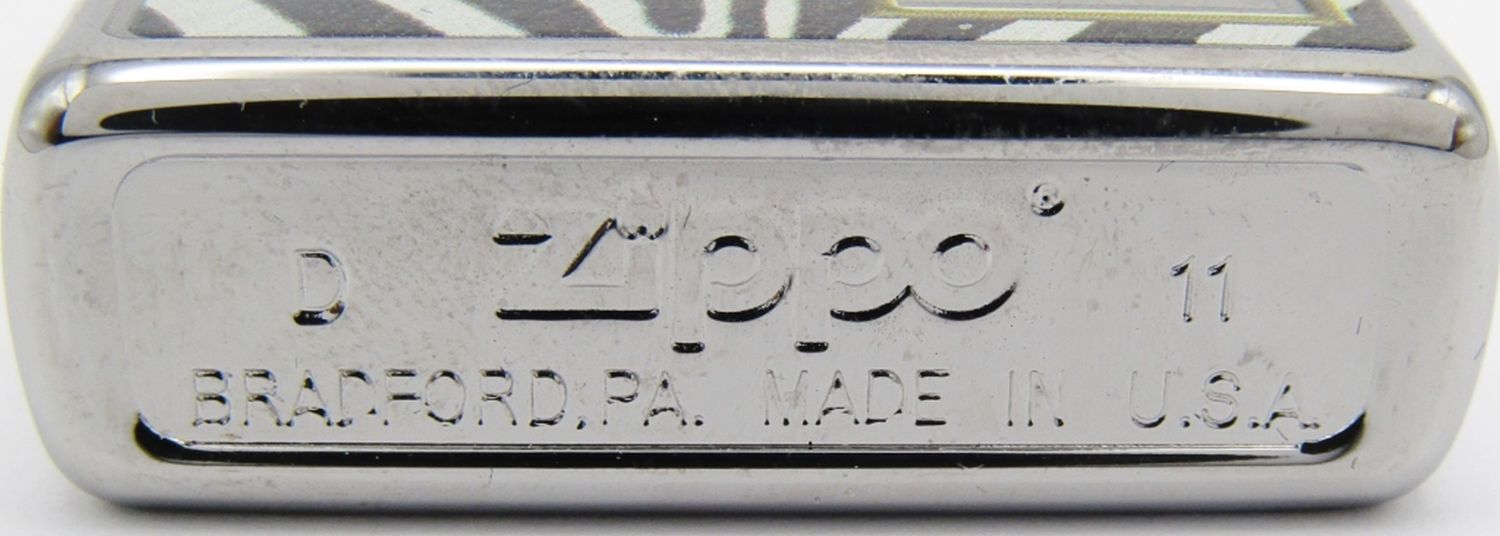 D Zippo® 11
BRADFORD,PA. MADE IN U.S.A.